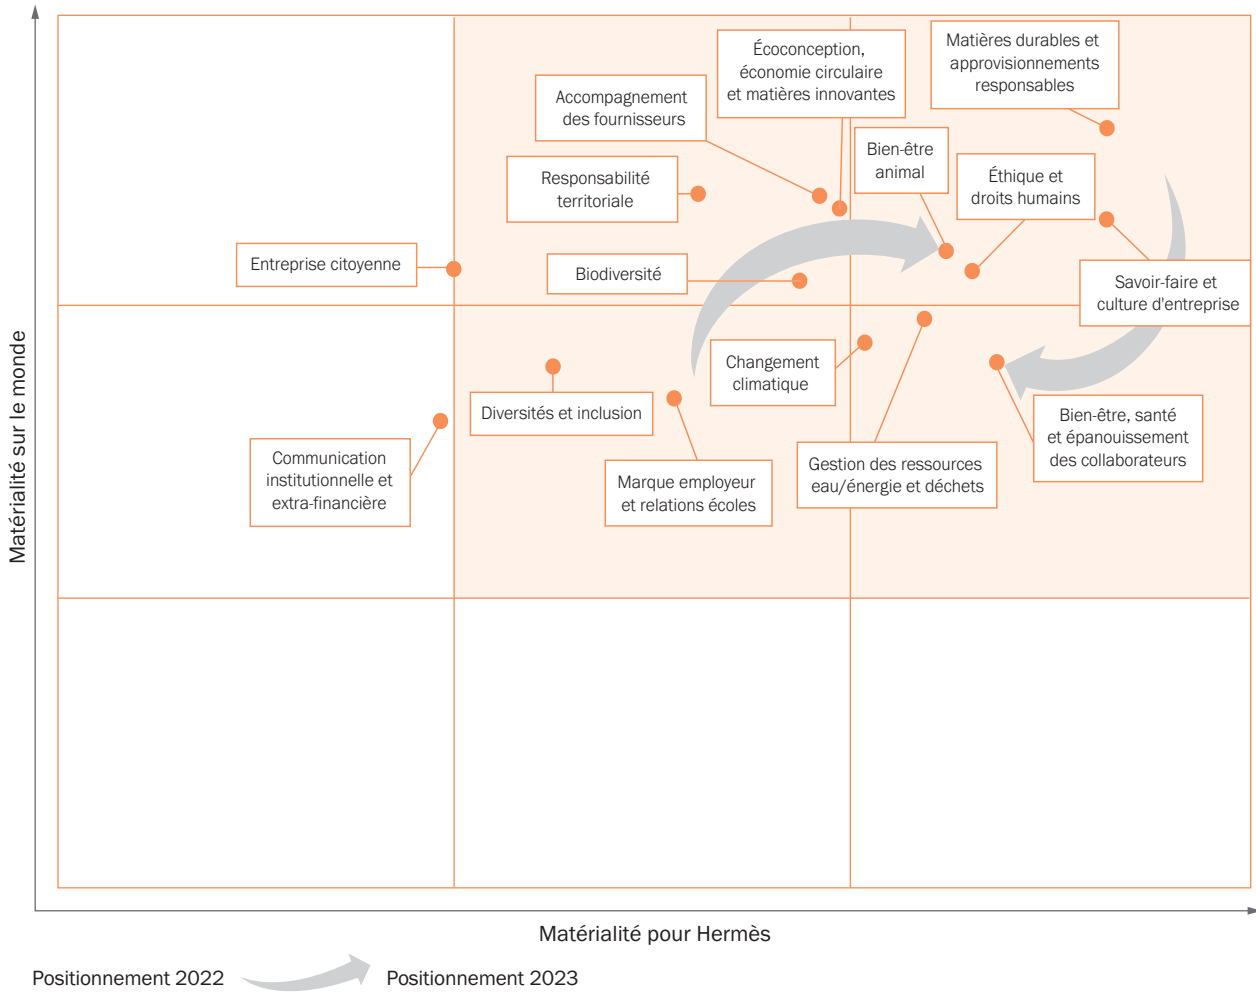 Matérialité sur le monde
Écoconception,
économie circulaire
et matières innovantes
Matières durables et
approvisionnements
responsables
Accompagnement
des fournisseurs
Bien-être
animal
Éthique et
droits humains
Responsabilité
territoriale
Entreprise citoyenne
Biodiversité
Savoir-faire et
culture d'entreprise
Changement
climatique
Diversités et inclusion
Bien-être, santé
et épanouissement
des collaborateurs
Communication
institutionnelle et
extra-financière
Marque employeur
et relations écoles
Gestion des ressources
eau/énergie et déchets
Matérialité pour Hermès
Positionnement 2022
Positionnement 2023